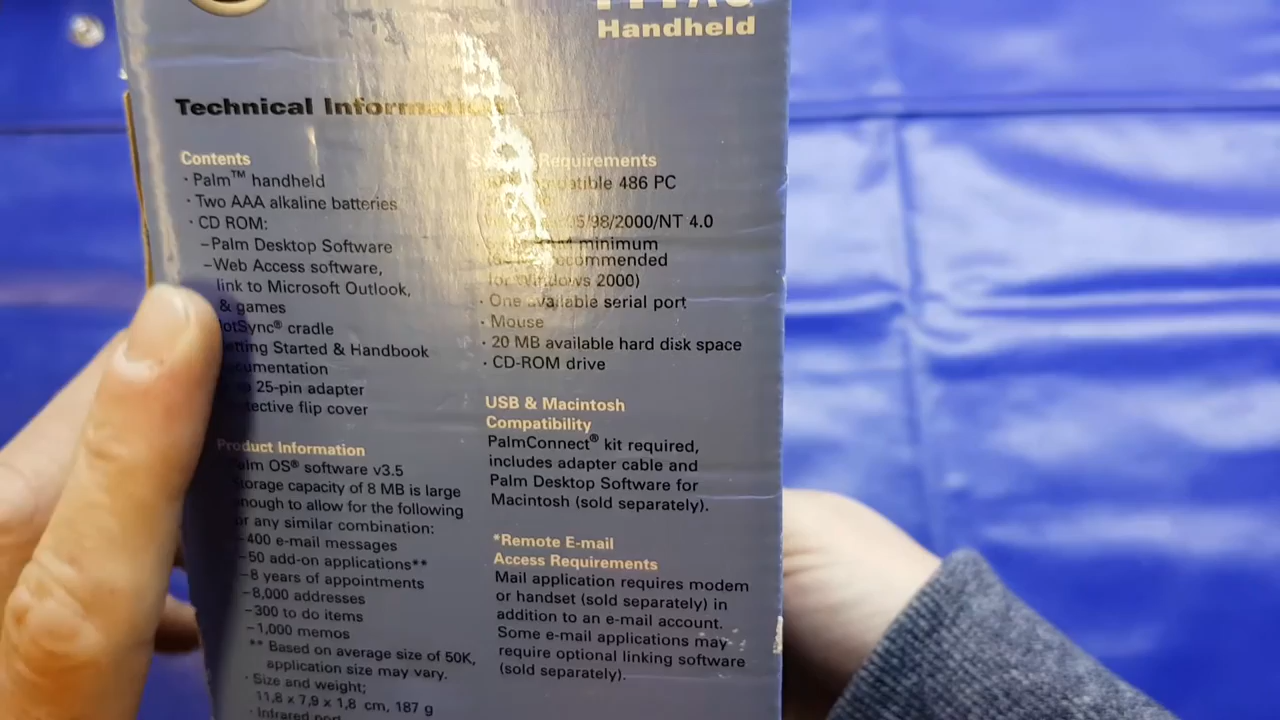 Handheld
Technical Information
Contents
· Palm™ handheld
· Two AAA alkaline batteries
· CD ROM:
–Palm Desktop Software
–Web Access software,
link to Microsoft Outlook,
& games
HotSync® cradle
Getting Started & Handbook
documentation
25-pin adapter
protective flip cover
Product Information
Palm OS® software v3.5
Storage capacity of 8 MB is large
enough to allow for the following
or any similar combination:
–400 e-mail messages
–50 add-on applications**
–8 years of appointments
–8,000 addresses
–300 to do items
–1,000 memos
** Based on average size of 50K,
application size may vary.
· Size and weight;
11,8 x 7,9 x 1,8 cm, 187 g
· Infrared port
System Requirements
compatible 486 PC
95/98/2000/NT 4.0
minimum
recommended
for Windows 2000)
· One available serial port
· Mouse
· 20 MB available hard disk space
· CD-ROM drive
USB & Macintosh
Compatibility
PalmConnect® kit required,
includes adapter cable and
Palm Desktop Software for
Macintosh (sold separately).
*Remote E-mail
Access Requirements
Mail application requires modem
or handset (sold separately) in
addition to an e-mail account.
Some e-mail applications may
require optional linking software
(sold separately).